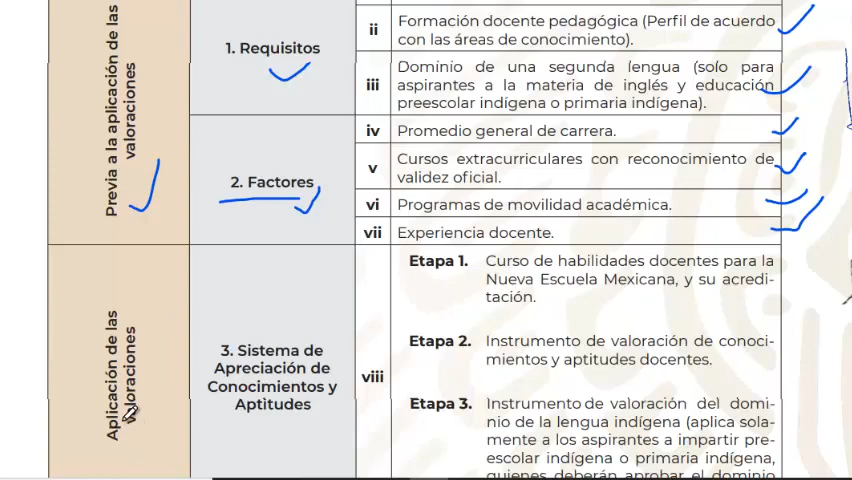 Previa a la aplicación de las
valoraciones
1. Requisitos
ii
Formación docente pedagógica (Perfil de acuerdo
con las áreas de conocimiento).
iii
Dominio de una segunda lengua (solo para
aspirantes a la materia de inglés y educación
preescolar indígena o primaria indígena).
2. Factores
iv
Promedio general de carrera.
v
Cursos extracurriculares con reconocimiento de
validez oficial.
vi
Programas de movilidad académica.
vii
Experiencia docente.
Aplicación de las
valoraciones
3. Sistema de
Apreciación de
Conocimientos y
Aptitudes
viii
Etapa 1. Curso de habilidades docentes para la
Nueva Escuela Mexicana, y su acredi-
tación.
Etapa 2. Instrumento de valoración de conoci-
mientos y aptitudes docentes.
Etapa 3. Instrumento de valoración del domi-
nio de la lengua indígena (aplica sola-
mente a los aspirantes a impartir pre-
escolar indígena o primaria indígena,
quienes deberán aprobar el dominio